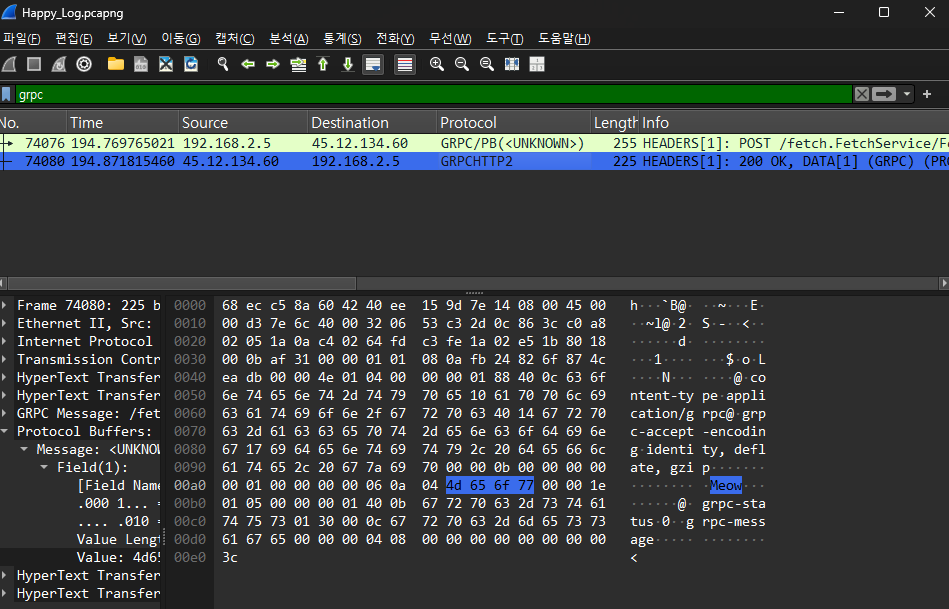 Happy_Log.pcapng
파일(F) 편집(E) 보기(V) 이동(G) 캡처(C) 분석(A) 통계(S) 전화(Y) 무선(W) 도구(T) 도움말(H)
grpc
No. Time Source Destination Protocol Length Info
74076 194.769765021 192.168.2.5 45.12.134.60 GRPC/PB(<UNKNOWN>) 255 HEADERS[1]: POST /fetch.FetchService/Fe
74080 194.871815460 45.12.134.60 192.168.2.5 GRPCHTTP2 225 HEADERS[1]: 200 OK, DATA[1] (GRPC) (PRO
Frame 74080: 225 b
Ethernet II, Src:
Internet Protocol
Transmission Contr
HyperText Transfer
HyperText Transfer
GRPC Message: /fet
Protocol Buffers:
Message: <UNKNOW
Field(1):
[Field Name
.000 1... =
.... .010 =
Value Lengt
Value: 4d65
HyperText Transfer
HyperText Transfer
0000 68 ec c5 8a 60 42 40 ee 15 9d 7e 14 08 00 45 00 h···`B@· ··~···E·
0010 00 d3 7e 6c 40 00 32 06 53 c3 2d 0c 86 3c c0 a8 ··~l@·2· S·-··<··
0020 02 05 1a 0a c4 02 64 fd c3 fe 1a 02 e5 1b 80 18 ······d· ········
0030 00 0b af 31 00 00 01 01 08 0a fb 24 82 6f 87 4c ···1···· ···$·o·L
0040 ea db 00 00 4e 01 04 00 00 00 01 88 40 0c 63 6f ····N··· ····@·co
0050 6e 74 65 6e 74 2d 74 79 70 65 10 61 70 70 6c 69 ntent-ty pe·appli
0060 63 61 74 69 6f 6e 2f 67 72 70 63 40 14 67 72 70 cation/g rpc@·grp
0070 63 2d 61 63 63 65 70 74 2d 65 6e 63 6f 64 69 6e c-accept -encodin
0080 67 17 69 64 65 6e 74 69 74 79 2c 20 64 65 66 6c g·identi ty, defl
0090 61 74 65 2c 20 67 7a 69 70 00 00 0b 00 00 00 00 ate, gzi p·······
00a0 00 01 00 00 00 00 06 0a 04 4d 65 6f 77 00 00 1e ········ ·Meow···
00b0 01 05 00 00 00 01 40 0b 67 72 70 63 2d 73 74 61 ······@· grpc-sta
00c0 74 75 73 01 30 00 0c 67 72 70 63 2d 6d 65 73 73 tus·0··g rpc-mess
00d0 61 67 65 00 00 00 04 08 00 00 00 00 00 00 00 00 age····· ········
00e0 3c <